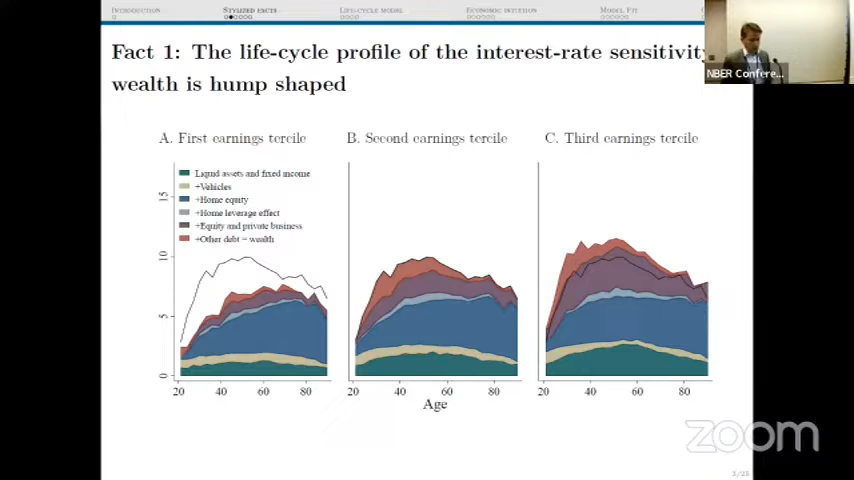 Introduction Stylized facts Life-cycle model Economic intuition Model Fit
Fact 1: The life-cycle profile of the interest-rate sensitivity
wealth is hump shaped
NBER Confere...
A. First earnings tercile B. Second earnings tercile C. Third earnings tercile
Liquid assets and fixed income
+Vehicles
+Home equity
+Home leverage effect
+Equity and private business
+Other debt = wealth
15
10
5
0
20 40 60 80 20 40 60 80 20 40 60 80
Age
zoom